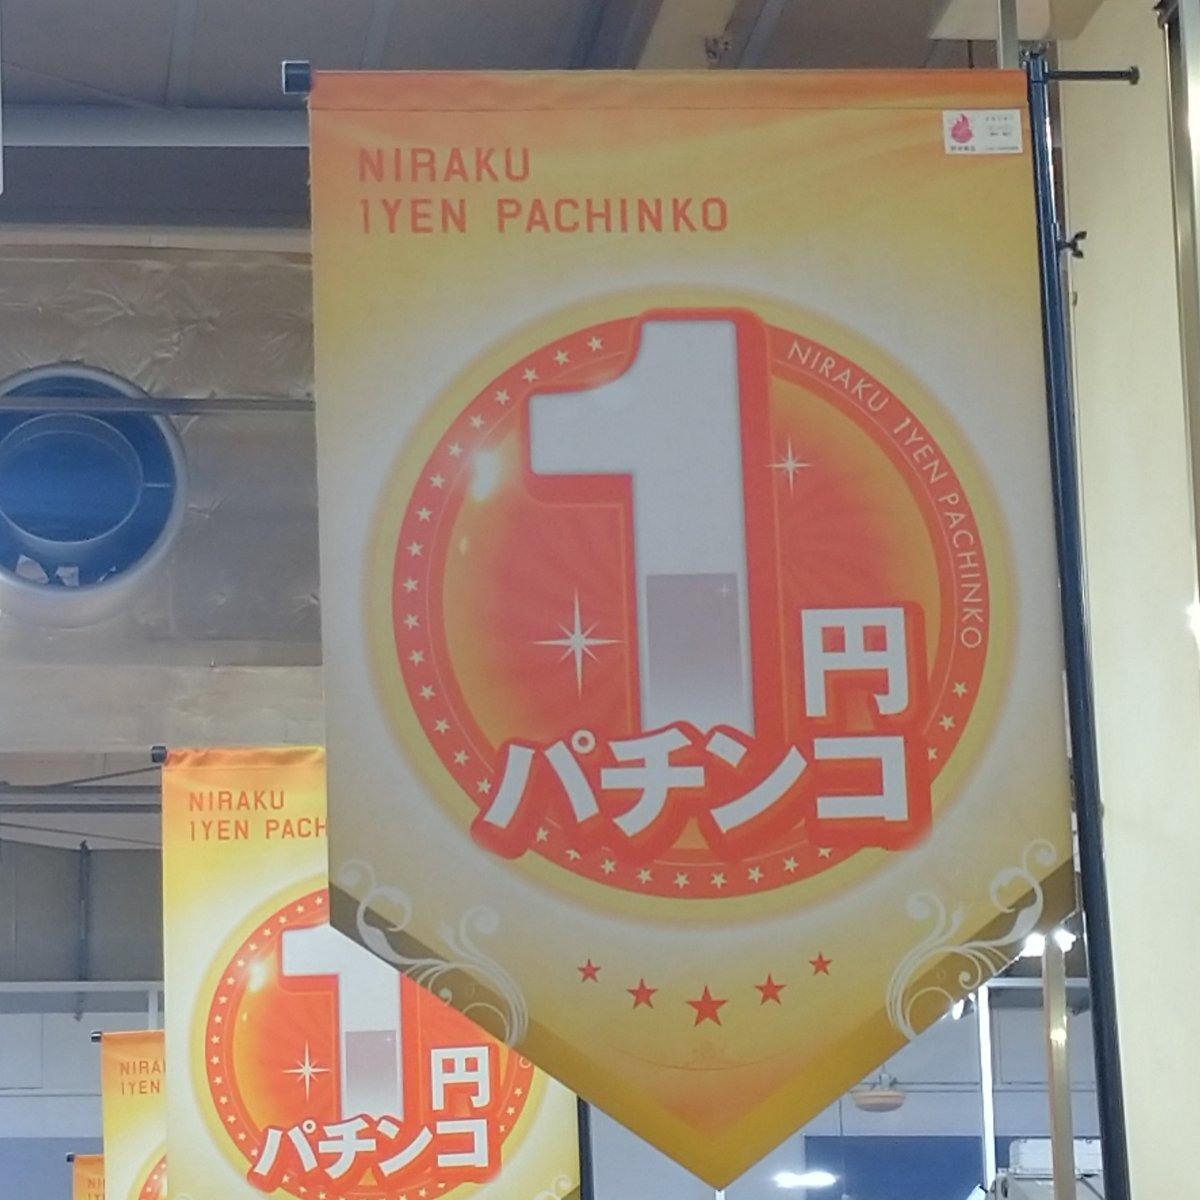 NIRAKU
1YEN PACHINKO
NIRAKU 1YEN PACHINKO
1円
パチンコ
NIRAKU
1YEN PACH
1円
パチンコ
NIRA
1YEN